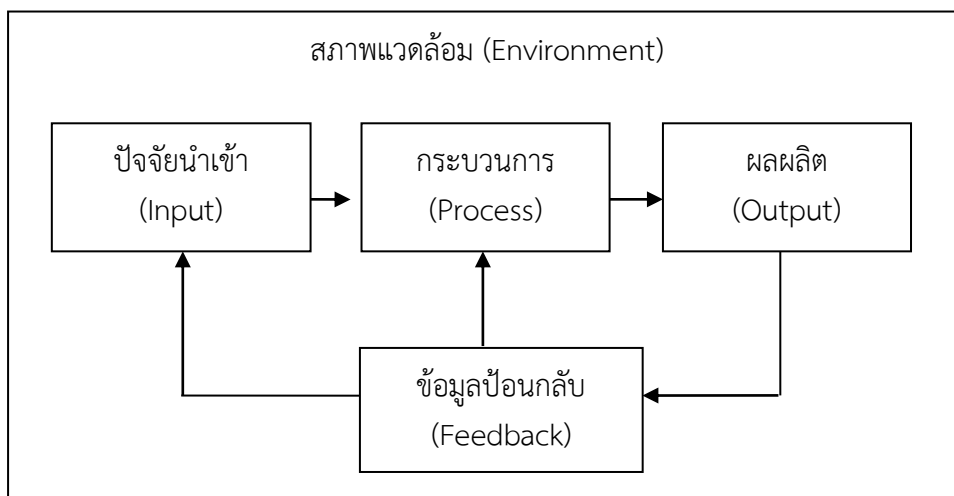 สภาพแวดล้อม (Environment)
ปัจจัยนำเข้า
(Input)
กระบวนการ
(Process)
ผลผลิต
(Output)
ข้อมูลป้อนกลับ
(Feedback)